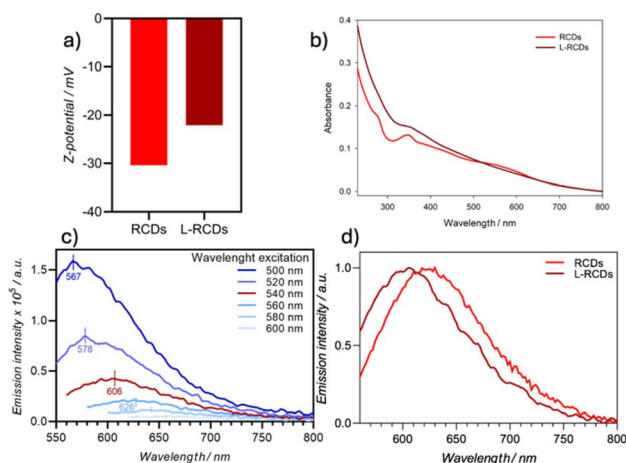 a)
0
-10
-20
-30
-40
Z-potential / mV
RCDs L-RCDs
b)
RCDs
L-RCDs
0.4
0.3
0.2
0.1
0.0
Absorbance
300 400 500 600 700 800
Wavelength / nm
c)
Wavelenght excitation
500 nm
520 nm
540 nm
560 nm
580 nm
600 nm
567
578
606
626
1.5
1.0
0.5
0.0
Emission intensity x 10⁵ / a.u.
550 600 650 700 750 800
Wavelength / nm
d)
RCDs
L-RCDs
1.0
0.5
0.0
Emission intensity / a.u.
600 650 700 750 800
Wavelength / nm